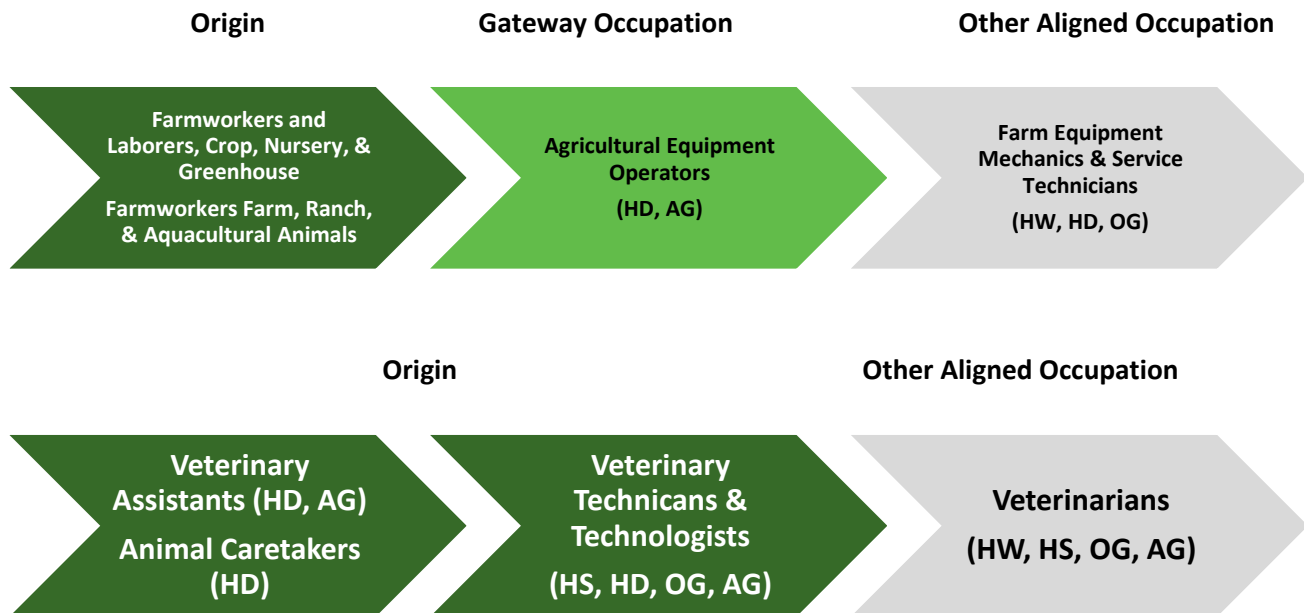 Origin
Gateway Occupation
Other Aligned Occupation
Farmworkers and
Laborers, Crop, Nursery, &
Greenhouse
Farmworkers Farm, Ranch,
& Aquacultural Animals
Agricultural Equipment
Operators
(HD, AG)
Farm Equipment
Mechanics & Service
Technicians
(HW, HD, OG)
Origin
Other Aligned Occupation
Veterinary
Assistants (HD, AG)
Animal Caretakers
(HD)
Veterinary
Technicans &
Technologists
(HS, HD, OG, AG)
Veterinarians
(HW, HS, OG, AG)